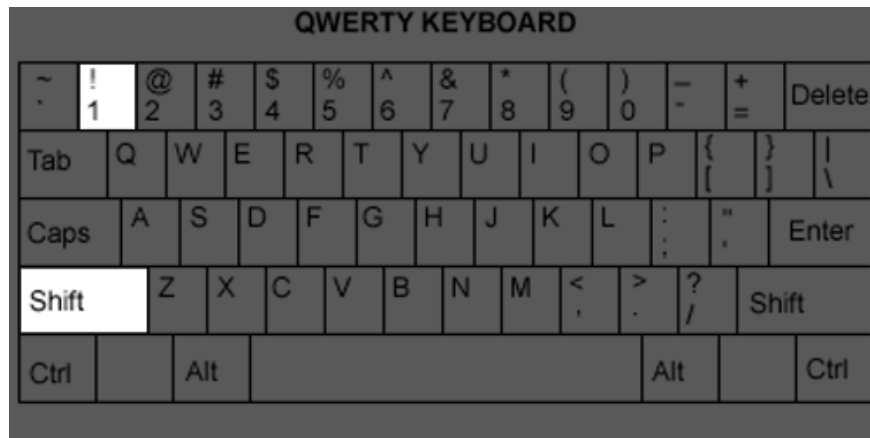 QWERTY KEYBOARD
~ ! @ # $ % ^ & * ( ) _ +
` 1 2 3 4 5 6 7 8 9 0 - = Delete
Tab Q W E R T Y U I O P { } |
[ ] \
Caps A S D F G H J K L : " Enter
; '
Shift Z X C V B N M < > ? Shift
, . /
Ctrl Alt Alt Ctrl